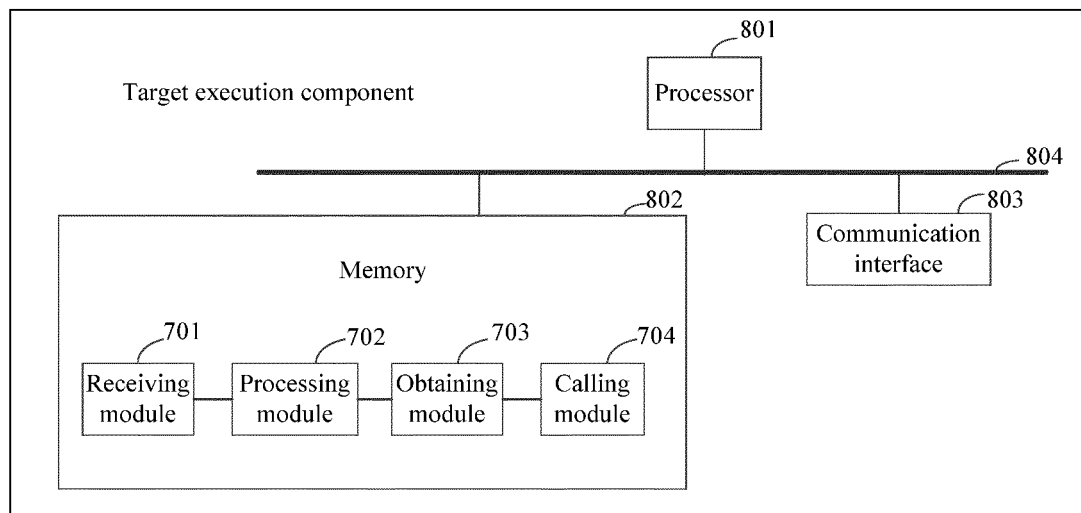 801
Target execution component
Processor
804
802
803
Communication
interface
Memory
701
702
703
704
Receiving
module
Processing
module
Obtaining
module
Calling
module